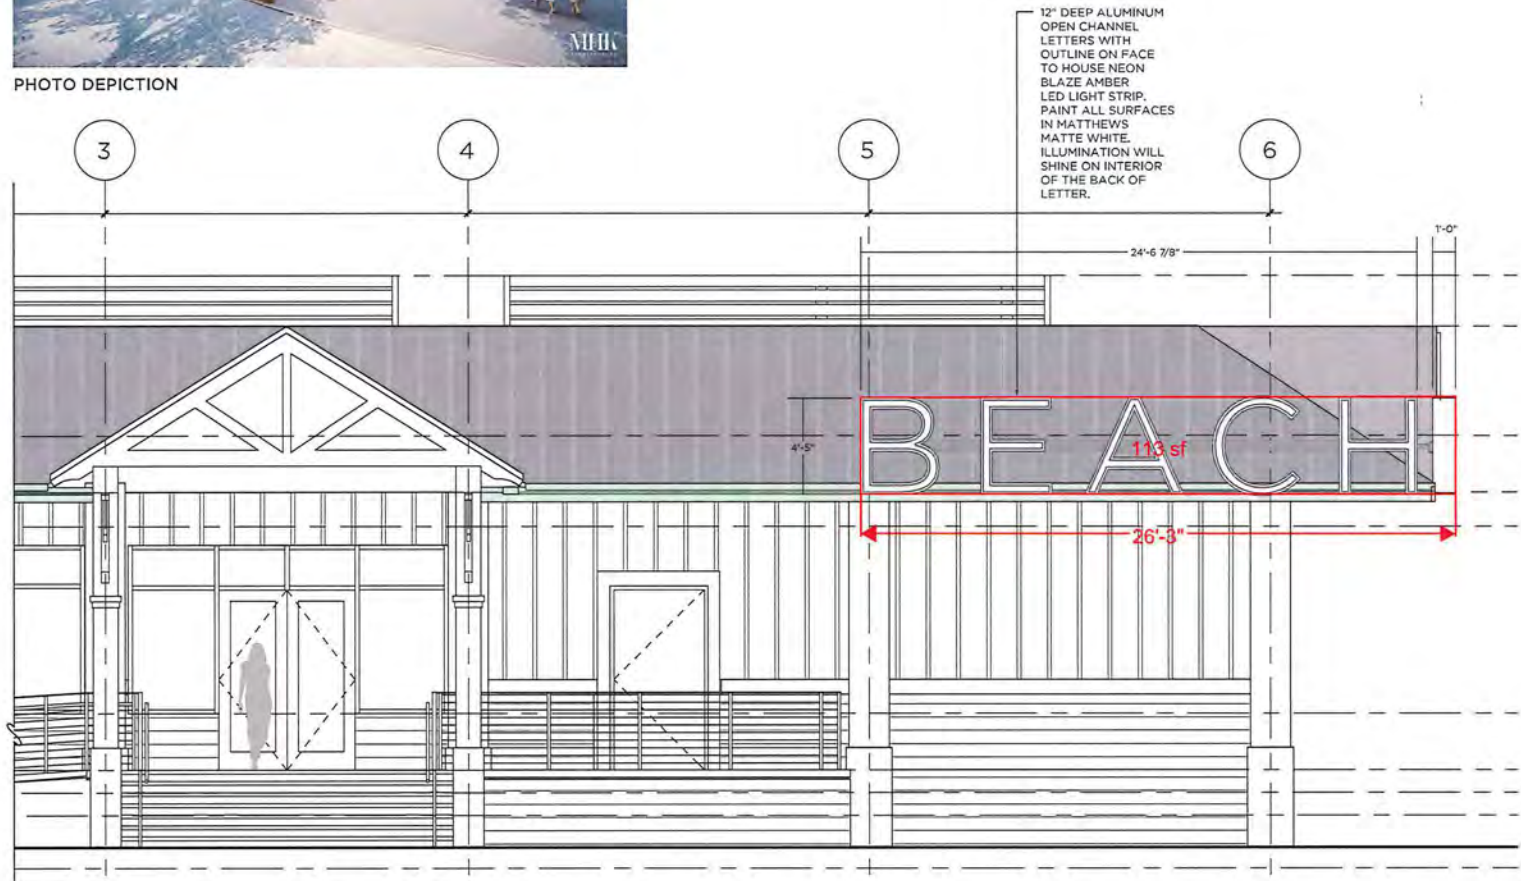 MHK
PHOTO DEPICTION
12" DEEP ALUMINUM
OPEN CHANNEL
LETTERS WITH
OUTLINE ON FACE
TO HOUSE NEON
BLAZE AMBER
LED LIGHT STRIP.
PAINT ALL SURFACES
IN MATTHEWS
MATTE WHITE.
ILLUMINATION WILL
SHINE ON INTERIOR
OF THE BACK OF
LETTER.
3
4
5
6
1'-0"
24'-6 7/8"
4'-5"
BEACH
113 sf
26'-3"